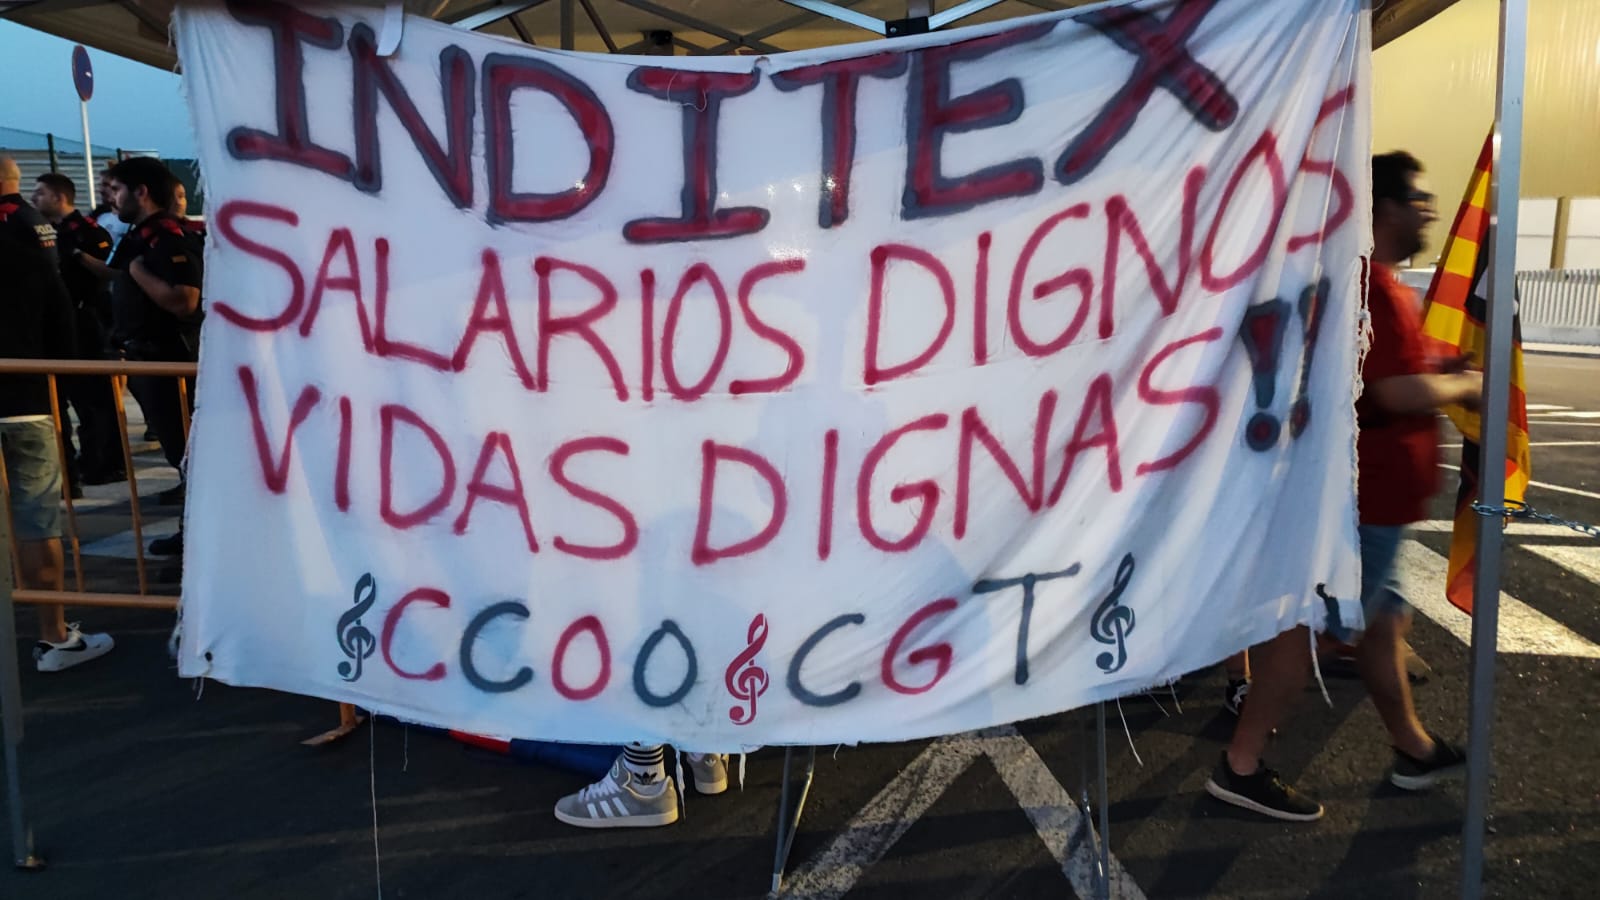 INDITEX
SALARIOS DIGNOS
VIDAS DIGNAS!!
CCOO CGT